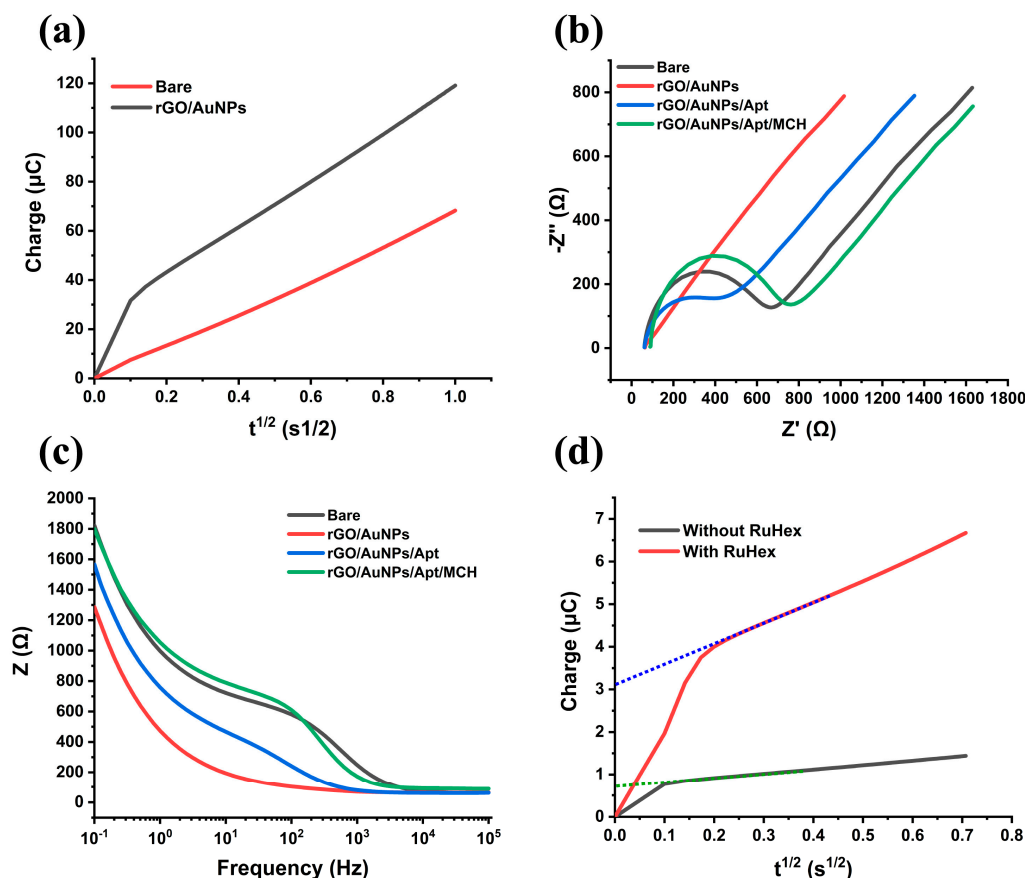 (a)
Bare
rGO/AuNPs
120
100
80
60
40
20
0
Charge (µC)
0.0 0.2 0.4 0.6 0.8 1.0
t1/2 (s1/2)
(b)
Bare
rGO/AuNPs
rGO/AuNPs/Apt
rGO/AuNPs/Apt/MCH
800
600
400
200
0
-Z'' (Ω)
0 200 400 600 800 1000 1200 1400 1600 1800
Z' (Ω)
(c)
Bare
rGO/AuNPs
rGO/AuNPs/Apt
rGO/AuNPs/Apt/MCH
2000
1800
1600
1400
1200
1000
800
600
400
200
0
Z (Ω)
10-1 100 101 102 103 104 105
Frequency (Hz)
(d)
Without RuHex
With RuHex
7
6
5
4
3
2
1
0
Charge (µC)
0.0 0.1 0.2 0.3 0.4 0.5 0.6 0.7 0.8
t1/2 (s1/2)